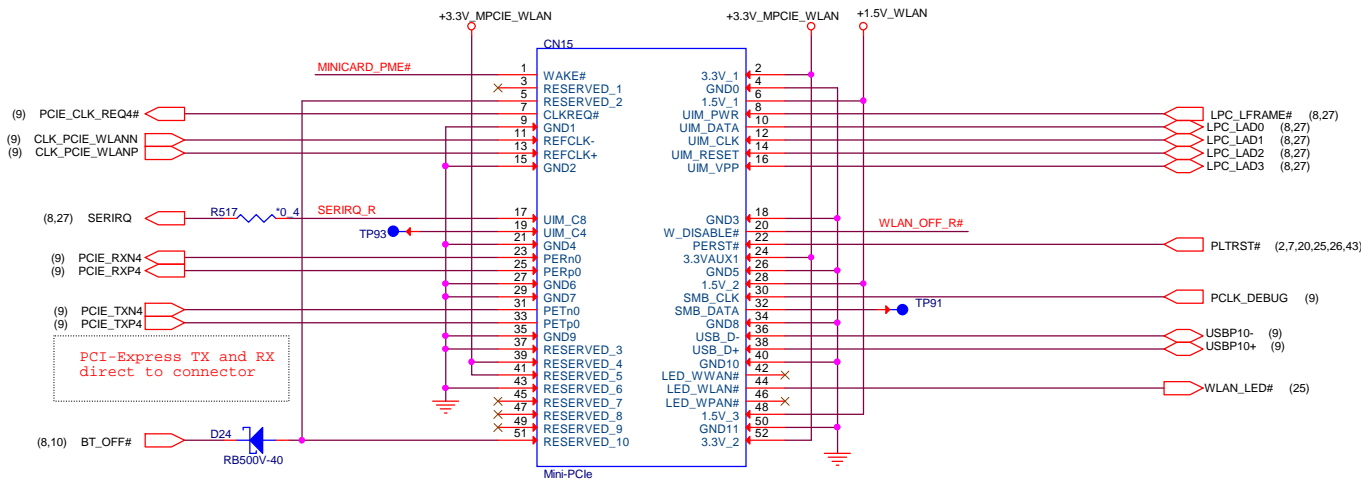 +3.3V_MPCIE_WLAN +3.3V_MPCIE_WLAN +1.5V_WLAN
CN15
MINICARD_PME# 1 WAKE# 3.3V_1 2
3 RESERVED_1 GND0 4
5 RESERVED_2 1.5V_1 6
(9) PCIE_CLK_REQ4# 7 CLKREQ# UIM_PWR 8 LPC_LFRAME# (8,27)
9 GND1 UIM_DATA 10 LPC_LAD0 (8,27)
(9) CLK_PCIE_WLANN 11 REFCLK- UIM_CLK 12 LPC_LAD1 (8,27)
(9) CLK_PCIE_WLANP 13 REFCLK+ UIM_RESET 14 LPC_LAD2 (8,27)
15 GND2 UIM_VPP 16 LPC_LAD3 (8,27)
(8,27) SERIRQ R517 *0_4 SERIRQ_R 17 UIM_C8 GND3 18
TP93 19 UIM_C4 W_DISABLE# 20 WLAN_OFF_R#
21 GND4 PERST# 22 PLTRST# (2,7,20,25,26,43)
(9) PCIE_RXN4 23 PERn0 3.3VAUX1 24
(9) PCIE_RXP4 25 PERp0 GND5 26
27 GND6 1.5V_2 28
29 GND7 SMB_CLK 30 PCLK_DEBUG (9)
(9) PCIE_TXN4 31 PETn0 SMB_DATA 32 TP91
(9) PCIE_TXP4 33 PETp0 GND8 34
35 GND9 USB_D- 36 USBP10- (9)
37 RESERVED_3 USB_D+ 38 USBP10+ (9)
39 RESERVED_4 GND10 40
41 RESERVED_5 LED_WWAN# 42
43 RESERVED_6 LED_WLAN# 44 WLAN_LED# (25)
45 RESERVED_7 LED_WPAN# 46
47 RESERVED_8 1.5V_3 48
49 RESERVED_9 GND11 50
51 RESERVED_10 3.3V_2 52
PCI-Express TX and RX
direct to connector
(8,10) BT_OFF# D24
RB500V-40
Mini-PCIe